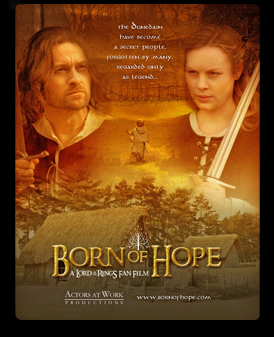 the Dúnedain
have become
a secret people,
forgotten by many,
regarded only
as legend...
BORN OF HOPE
A LORD OF THE RINGS FAN FILM
ACTORS AT WORK
PRODUCTIONS
www.bornofhope.com